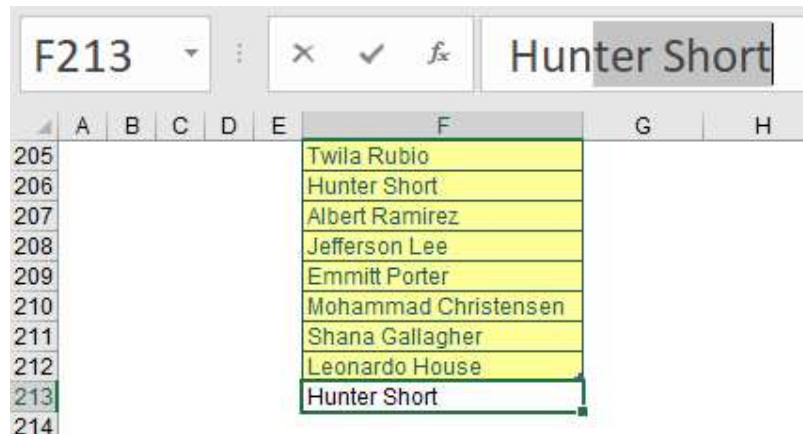 F213 fx Hunter Short
A B C D E F G H
205 Twila Rubio
206 Hunter Short
207 Albert Ramirez
208 Jefferson Lee
209 Emmitt Porter
210 Mohammad Christensen
211 Shana Gallagher
212 Leonardo House
213 Hunter Short
214